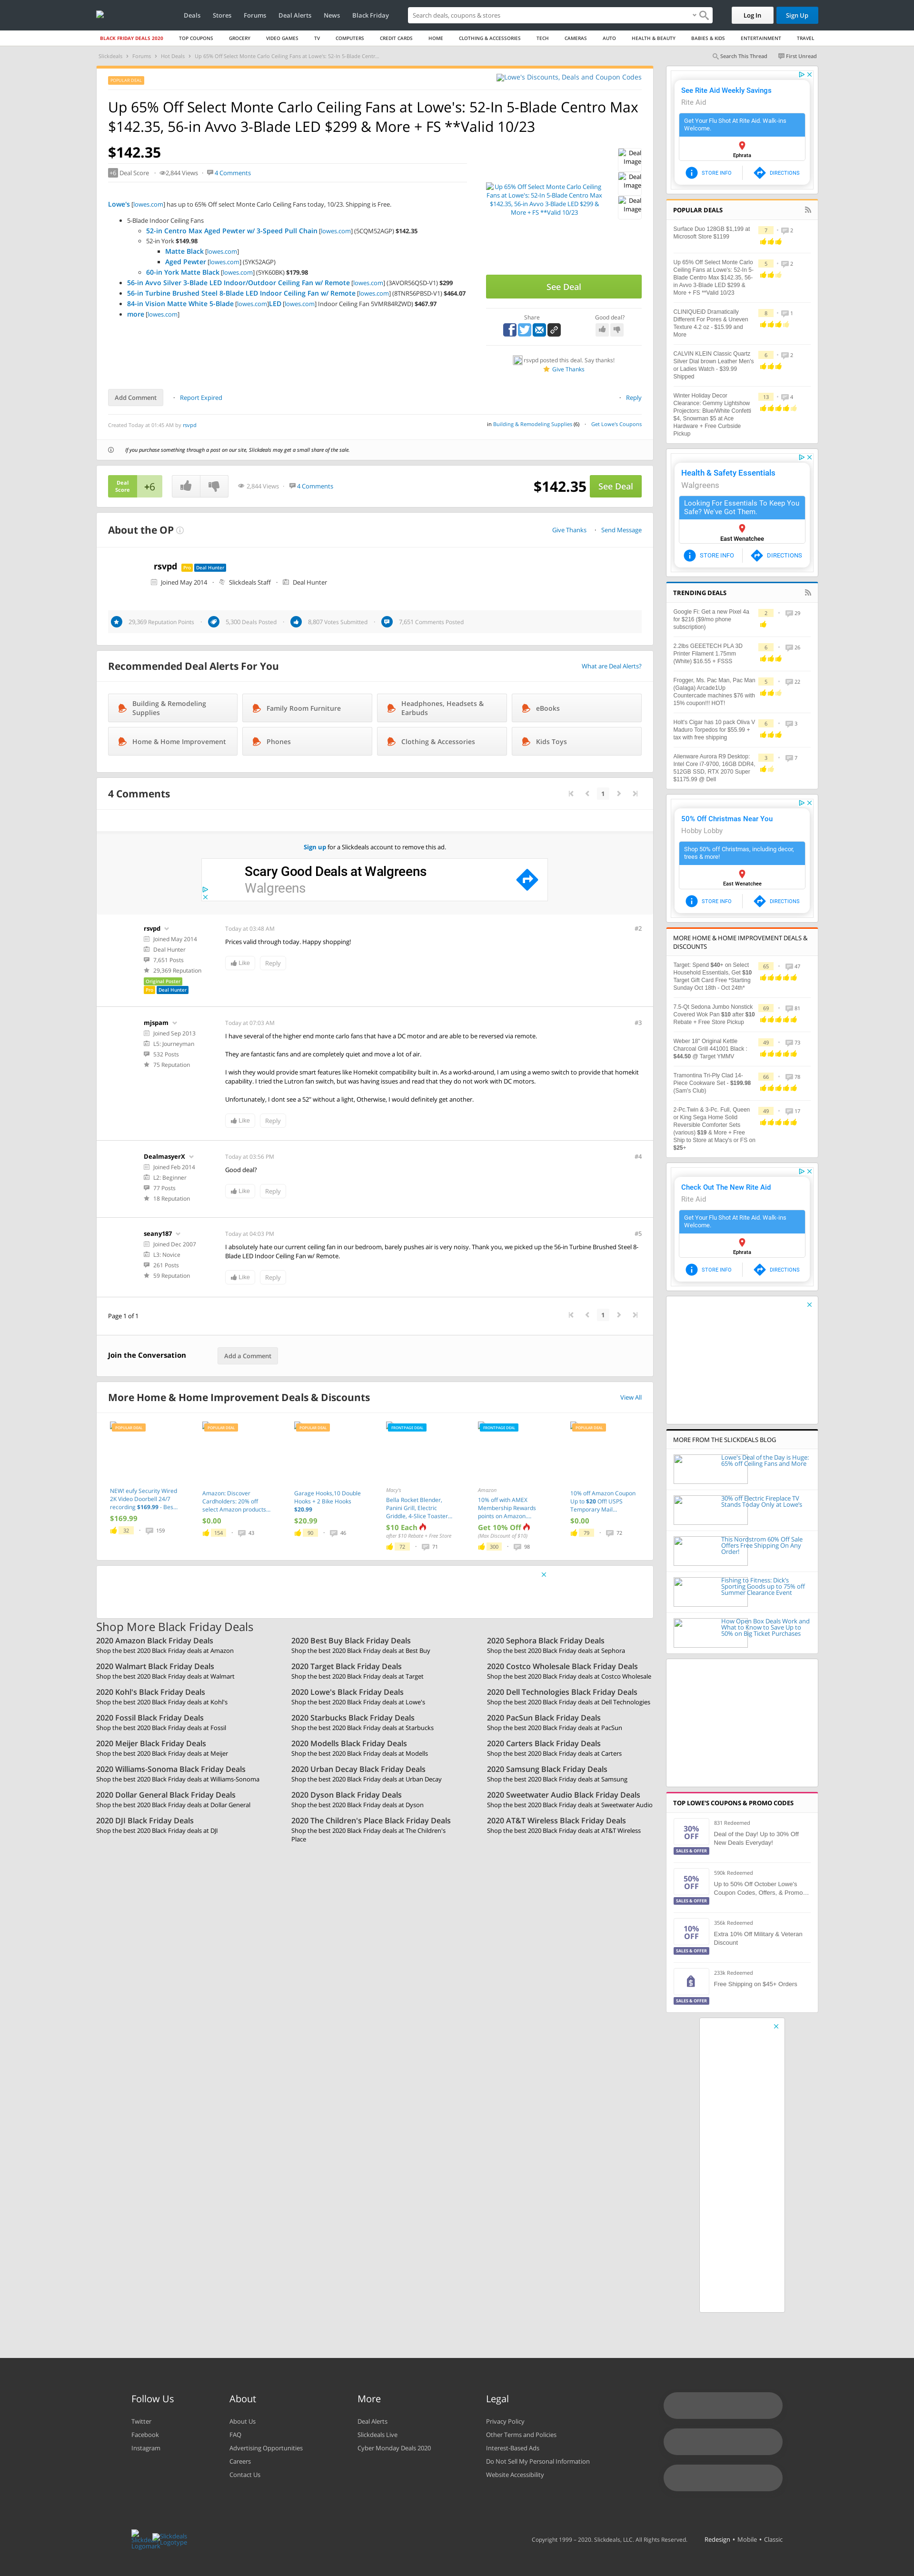 Deals Stores Forums Deal Alerts News Black Friday
Search deals, coupons & stores
Log In Sign Up
BLACK FRIDAY DEALS 2020 TOP COUPONS GROCERY VIDEO GAMES TV COMPUTERS CREDIT CARDS HOME CLOTHING & ACCESSORIES TECH CAMERAS AUTO HEALTH & BEAUTY BABIES & KIDS ENTERTAINMENT TRAVEL
Slickdeals Forums Hot Deals Up 65% Off Select Monte Carlo Ceiling Fans at Lowe's: 52-In 5-Blade Centr...
Search This Thread First Unread
POPULAR DEAL
Lowe's Discounts, Deals and Coupon Codes
Up 65% Off Select Monte Carlo Ceiling Fans at Lowe's: 52-In 5-Blade Centro Max
$142.35, 56-in Avvo 3-Blade LED $299 & More + FS **Valid 10/23
$142.35
+6 Deal Score 2,844 Views 4 Comments
Lowe's [lowes.com] has up to 65% Off select Monte Carlo Ceiling Fans today, 10/23. Shipping is Free.
5-Blade Indoor Ceiling Fans
52-in Centro Max Aged Pewter w/ 3-Speed Pull Chain [lowes.com] (5CQM52AGP) $142.35
52-in York $149.98
Matte Black [lowes.com]
Aged Pewter [lowes.com] (5YK52AGP)
60-in York Matte Black [lowes.com] (5YK60BK) $179.98
56-in Avvo Silver 3-Blade LED Indoor/Outdoor Ceiling Fan w/ Remote [lowes.com] (3AVOR56QSD-V1) $299
56-in Turbine Brushed Steel 8-Blade LED Indoor Ceiling Fan w/ Remote [lowes.com] (8TNR56PBSD-V1) $464.07
84-in Vision Matte White 5-Blade [lowes.com]LED [lowes.com] Indoor Ceiling Fan 5VMR84RZWD) $467.97
more [lowes.com]
Up 65% Off Select Monte Carlo Ceiling
Fans at Lowe's: 52-In 5-Blade Centro Max
$142.35, 56-in Avvo 3-Blade LED $299 &
More + FS **Valid 10/23
Deal Image
Deal Image
Deal Image
See Deal
Share Good deal?
rsvpd posted this deal. Say thanks!
Give Thanks
Add Comment Report Expired Reply
Created Today at 01:45 AM by rsvpd
in Building & Remodeling Supplies (6) Get Lowe's Coupons
If you purchase something through a post on our site, Slickdeals may get a small share of the sale.
Deal Score +6
2,844 Views 4 Comments
$142.35 See Deal
About the OP
Give Thanks Send Message
rsvpd Pro Deal Hunter
Joined May 2014 Slickdeals Staff Deal Hunter
29,369 Reputation Points 5,300 Deals Posted 8,807 Votes Submitted 7,651 Comments Posted
Recommended Deal Alerts For You
What are Deal Alerts?
Building & Remodeling Supplies
Family Room Furniture
Headphones, Headsets & Earbuds
eBooks
Home & Home Improvement
Phones
Clothing & Accessories
Kids Toys
4 Comments
1
Sign up for a Slickdeals account to remove this ad.
Scary Good Deals at Walgreens
Walgreens
rsvpd
Joined May 2014
Deal Hunter
7,651 Posts
29,369 Reputation
Original Poster
Pro Deal Hunter
Today at 03:48 AM #2
Prices valid through today. Happy shopping!
Like Reply
mjspam
Joined Sep 2013
L5: Journeyman
532 Posts
75 Reputation
Today at 07:03 AM #3
I have several of the higher end monte carlo fans that have a DC motor and are able to be reversed via remote.
They are fantastic fans and are completely quiet and move a lot of air.
I wish they would provide smart features like Homekit compatibility built in. As a workd-around, I am using a wemo switch to provide that homekit
capability. I tried the Lutron fan switch, but was having issues and read that they do not work with DC motors.
Unfortunately, I dont see a 52" without a light, Otherwise, I would definitely get another.
Like Reply
DealmasyerX
Joined Feb 2014
L2: Beginner
77 Posts
18 Reputation
Today at 03:56 PM #4
Good deal?
Like Reply
seany187
Joined Dec 2007
L3: Novice
261 Posts
59 Reputation
Today at 04:03 PM #5
I absolutely hate our current ceiling fan in our bedroom, barely pushes air is very noisy. Thank you, we picked up the 56-in Turbine Brushed Steel 8-
Blade LED Indoor Ceiling Fan w/ Remote.
Like Reply
Page 1 of 1
1
Join the Conversation Add a Comment
More Home & Home Improvement Deals & Discounts
View All
POPULAR DEAL
NEW! eufy Security Wired
2K Video Doorbell 24/7
recording $169.99 - Bes...
$169.99
32 159
POPULAR DEAL
Amazon: Discover
Cardholders: 20% off
select Amazon products...
$0.00
154 43
POPULAR DEAL
Garage Hooks,10 Double
Hooks + 2 Bike Hooks
$20.99
$20.99
90 46
FRONTPAGE DEAL
Macy's
Bella Rocket Blender,
Panini Grill, Electric
Griddle, 4-Slice Toaster...
$10 Each
after $10 Rebate + Free Store
72 71
FRONTPAGE DEAL
Amazon
10% off with AMEX
Membership Rewards
points on Amazon....
Get 10% Off
(Max Discount of $10)
300 98
POPULAR DEAL
10% off Amazon Coupon
Up to $20 Off! USPS
Temporary Mail...
$0.00
79 72
Shop More Black Friday Deals
2020 Amazon Black Friday Deals
Shop the best 2020 Black Friday deals at Amazon
2020 Best Buy Black Friday Deals
Shop the best 2020 Black Friday deals at Best Buy
2020 Sephora Black Friday Deals
Shop the best 2020 Black Friday deals at Sephora
2020 Walmart Black Friday Deals
Shop the best 2020 Black Friday deals at Walmart
2020 Target Black Friday Deals
Shop the best 2020 Black Friday deals at Target
2020 Costco Wholesale Black Friday Deals
Shop the best 2020 Black Friday deals at Costco Wholesale
2020 Kohl's Black Friday Deals
Shop the best 2020 Black Friday deals at Kohl's
2020 Lowe's Black Friday Deals
Shop the best 2020 Black Friday deals at Lowe's
2020 Dell Technologies Black Friday Deals
Shop the best 2020 Black Friday deals at Dell Technologies
2020 Fossil Black Friday Deals
Shop the best 2020 Black Friday deals at Fossil
2020 Starbucks Black Friday Deals
Shop the best 2020 Black Friday deals at Starbucks
2020 PacSun Black Friday Deals
Shop the best 2020 Black Friday deals at PacSun
2020 Meijer Black Friday Deals
Shop the best 2020 Black Friday deals at Meijer
2020 Modells Black Friday Deals
Shop the best 2020 Black Friday deals at Modells
2020 Carters Black Friday Deals
Shop the best 2020 Black Friday deals at Carters
2020 Williams-Sonoma Black Friday Deals
Shop the best 2020 Black Friday deals at Williams-Sonoma
2020 Urban Decay Black Friday Deals
Shop the best 2020 Black Friday deals at Urban Decay
2020 Samsung Black Friday Deals
Shop the best 2020 Black Friday deals at Samsung
2020 Dollar General Black Friday Deals
Shop the best 2020 Black Friday deals at Dollar General
2020 Dyson Black Friday Deals
Shop the best 2020 Black Friday deals at Dyson
2020 Sweetwater Audio Black Friday Deals
Shop the best 2020 Black Friday deals at Sweetwater Audio
2020 DJI Black Friday Deals
Shop the best 2020 Black Friday deals at DJI
2020 The Children's Place Black Friday Deals
Shop the best 2020 Black Friday deals at The Children's
Place
2020 AT&T Wireless Black Friday Deals
Shop the best 2020 Black Friday deals at AT&T Wireless
See Rite Aid Weekly Savings
Rite Aid
Get Your Flu Shot At Rite Aid. Walk-ins
Welcome.
Ephrata
STORE INFO DIRECTIONS
POPULAR DEALS
Surface Duo 128GB $1,199 at
Microsoft Store $1199
7 2
Up 65% Off Select Monte Carlo
Ceiling Fans at Lowe's: 52-In 5-
Blade Centro Max $142.35, 56-
in Avvo 3-Blade LED $299 &
More + FS **Valid 10/23
5 2
CLINIQUE|D Dramatically
Different For Pores & Uneven
Texture 4.2 oz - $15.99 and
More
8 1
CALVIN KLEIN Classic Quartz
Silver Dial brown Leather Men's
or Ladies Watch - $39.99
Shipped
6 2
Winter Holiday Decor
Clearance: Gemmy Lightshow
Projectors: Blue/White Confetti
$4, Snowman $5 at Ace
Hardware + Free Curbside
Pickup
13 4
Health & Safety Essentials
Walgreens
Looking For Essentials To Keep You
Safe? We've Got Them.
East Wenatchee
STORE INFO DIRECTIONS
TRENDING DEALS
Google Fi: Get a new Pixel 4a
for $216 ($9/mo phone
subscription)
2 29
2.2lbs GEEETECH PLA 3D
Printer Filament 1.75mm
(White) $16.55 + FSSS
6 26
Frogger, Ms. Pac Man, Pac Man
(Galaga) Arcade1Up
Countercade machines $76 with
15% coupon!!! HOT!
5 22
Holt's Cigar has 10 pack Oliva V
Maduro Torpedos for $55.99 +
tax with free shipping
6 3
Alienware Aurora R9 Desktop:
Intel Core i7-9700, 16GB DDR4,
512GB SSD, RTX 2070 Super
$1175.99 @ Dell
3 7
50% Off Christmas Near You
Hobby Lobby
Shop 50% off Christmas, including decor,
trees & more!
East Wenatchee
STORE INFO DIRECTIONS
MORE HOME & HOME IMPROVEMENT DEALS &
DISCOUNTS
Target: Spend $40+ on Select
Household Essentials, Get $10
Target Gift Card Free *Starting
Sunday Oct 18th - Oct 24th*
65 47
7.5-Qt Sedona Jumbo Nonstick
Covered Wok Pan $10 after $10
Rebate + Free Store Pickup
69 81
Weber 18" Original Kettle
Charcoal Grill 441001 Black :
$44.50 @ Target YMMV
49 73
Tramontina Tri-Ply Clad 14-
Piece Cookware Set - $199.98
(Sam's Club)
66 78
2-Pc.Twin & 3-Pc. Full, Queen
or King Sega Home Solid
Reversible Comforter Sets
(various) $19 & More + Free
Ship to Store at Macy's or FS on
$25+
49 17
Check Out The New Rite Aid
Rite Aid
Get Your Flu Shot At Rite Aid. Walk-ins
Welcome.
Ephrata
STORE INFO DIRECTIONS
MORE FROM THE SLICKDEALS BLOG
Lowe's Deal of the Day is Huge:
65% off Ceiling Fans and More
30% off Electric Fireplace TV
Stands Today Only at Lowe's
This Nordstrom 60% Off Sale
Offers Free Shipping On Any
Order!
Fishing to Fitness: Dick's
Sporting Goods up to 75% off
Summer Clearance Event
How Open Box Deals Work and
What to Know to Save Up to
50% on Big Ticket Purchases
TOP LOWE'S COUPONS & PROMO CODES
30% OFF
SALES & OFFER
831 Redeemed
Deal of the Day! Up to 30% Off
New Deals Everyday!
50% OFF
SALES & OFFER
590k Redeemed
Up to 50% Off October Lowe's
Coupon Codes, Offers, & Promo...
10% OFF
SALES & OFFER
356k Redeemed
Extra 10% Off Military & Veteran
Discount
SALES & OFFER
233k Redeemed
Free Shipping on $45+ Orders
Follow Us
Twitter
Facebook
Instagram
About
About Us
FAQ
Advertising Opportunities
Careers
Contact Us
More
Deal Alerts
Slickdeals Live
Cyber Monday Deals 2020
Legal
Privacy Policy
Other Terms and Policies
Interest-Based Ads
Do Not Sell My Personal Information
Website Accessibility
Slickdeals Logomark
Slickdeals Logotype
Copyright 1999 – 2020. Slickdeals, LLC. All Rights Reserved.
Redesign • Mobile • Classic